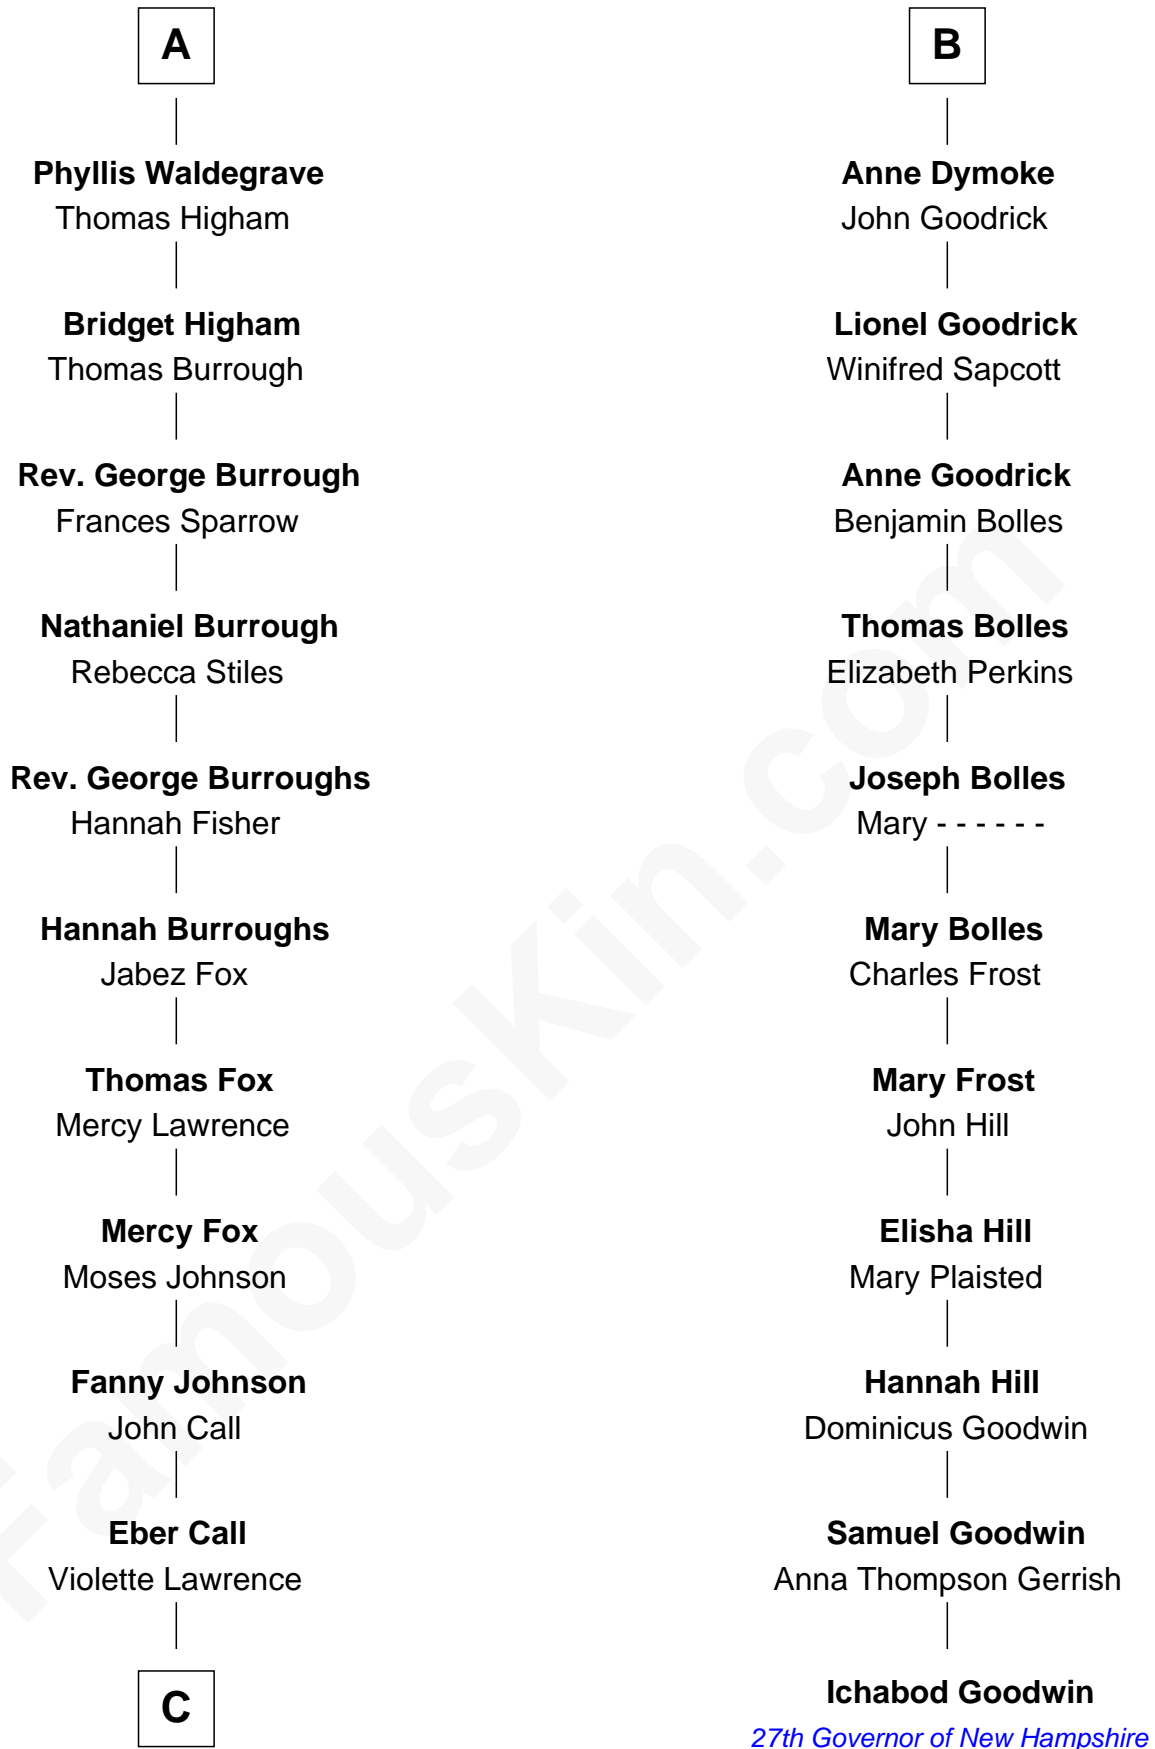 A
Phyllis Waldegrave
Thomas Higham
Bridget Higham
Thomas Burrough
Rev. George Burrough
Frances Sparrow
Nathaniel Burrough
Rebecca Stiles
Rev. George Burroughs
Hannah Fisher
Hannah Burroughs
Jabez Fox
Thomas Fox
Mercy Lawrence
Mercy Fox
Moses Johnson
Fanny Johnson
John Call
Eber Call
Violette Lawrence
C
B
Anne Dymoke
John Goodrick
Lionel Goodrick
Winifred Sapcott
Anne Goodrick
Benjamin Bolles
Thomas Bolles
Elizabeth Perkins
Joseph Bolles
Mary - - - - - -
Mary Bolles
Charles Frost
Mary Frost
John Hill
Elisha Hill
Mary Plaisted
Hannah Hill
Dominicus Goodwin
Samuel Goodwin
Anna Thompson Gerrish
Ichabod Goodwin
27th Governor of New Hampshire
FamousKin.com